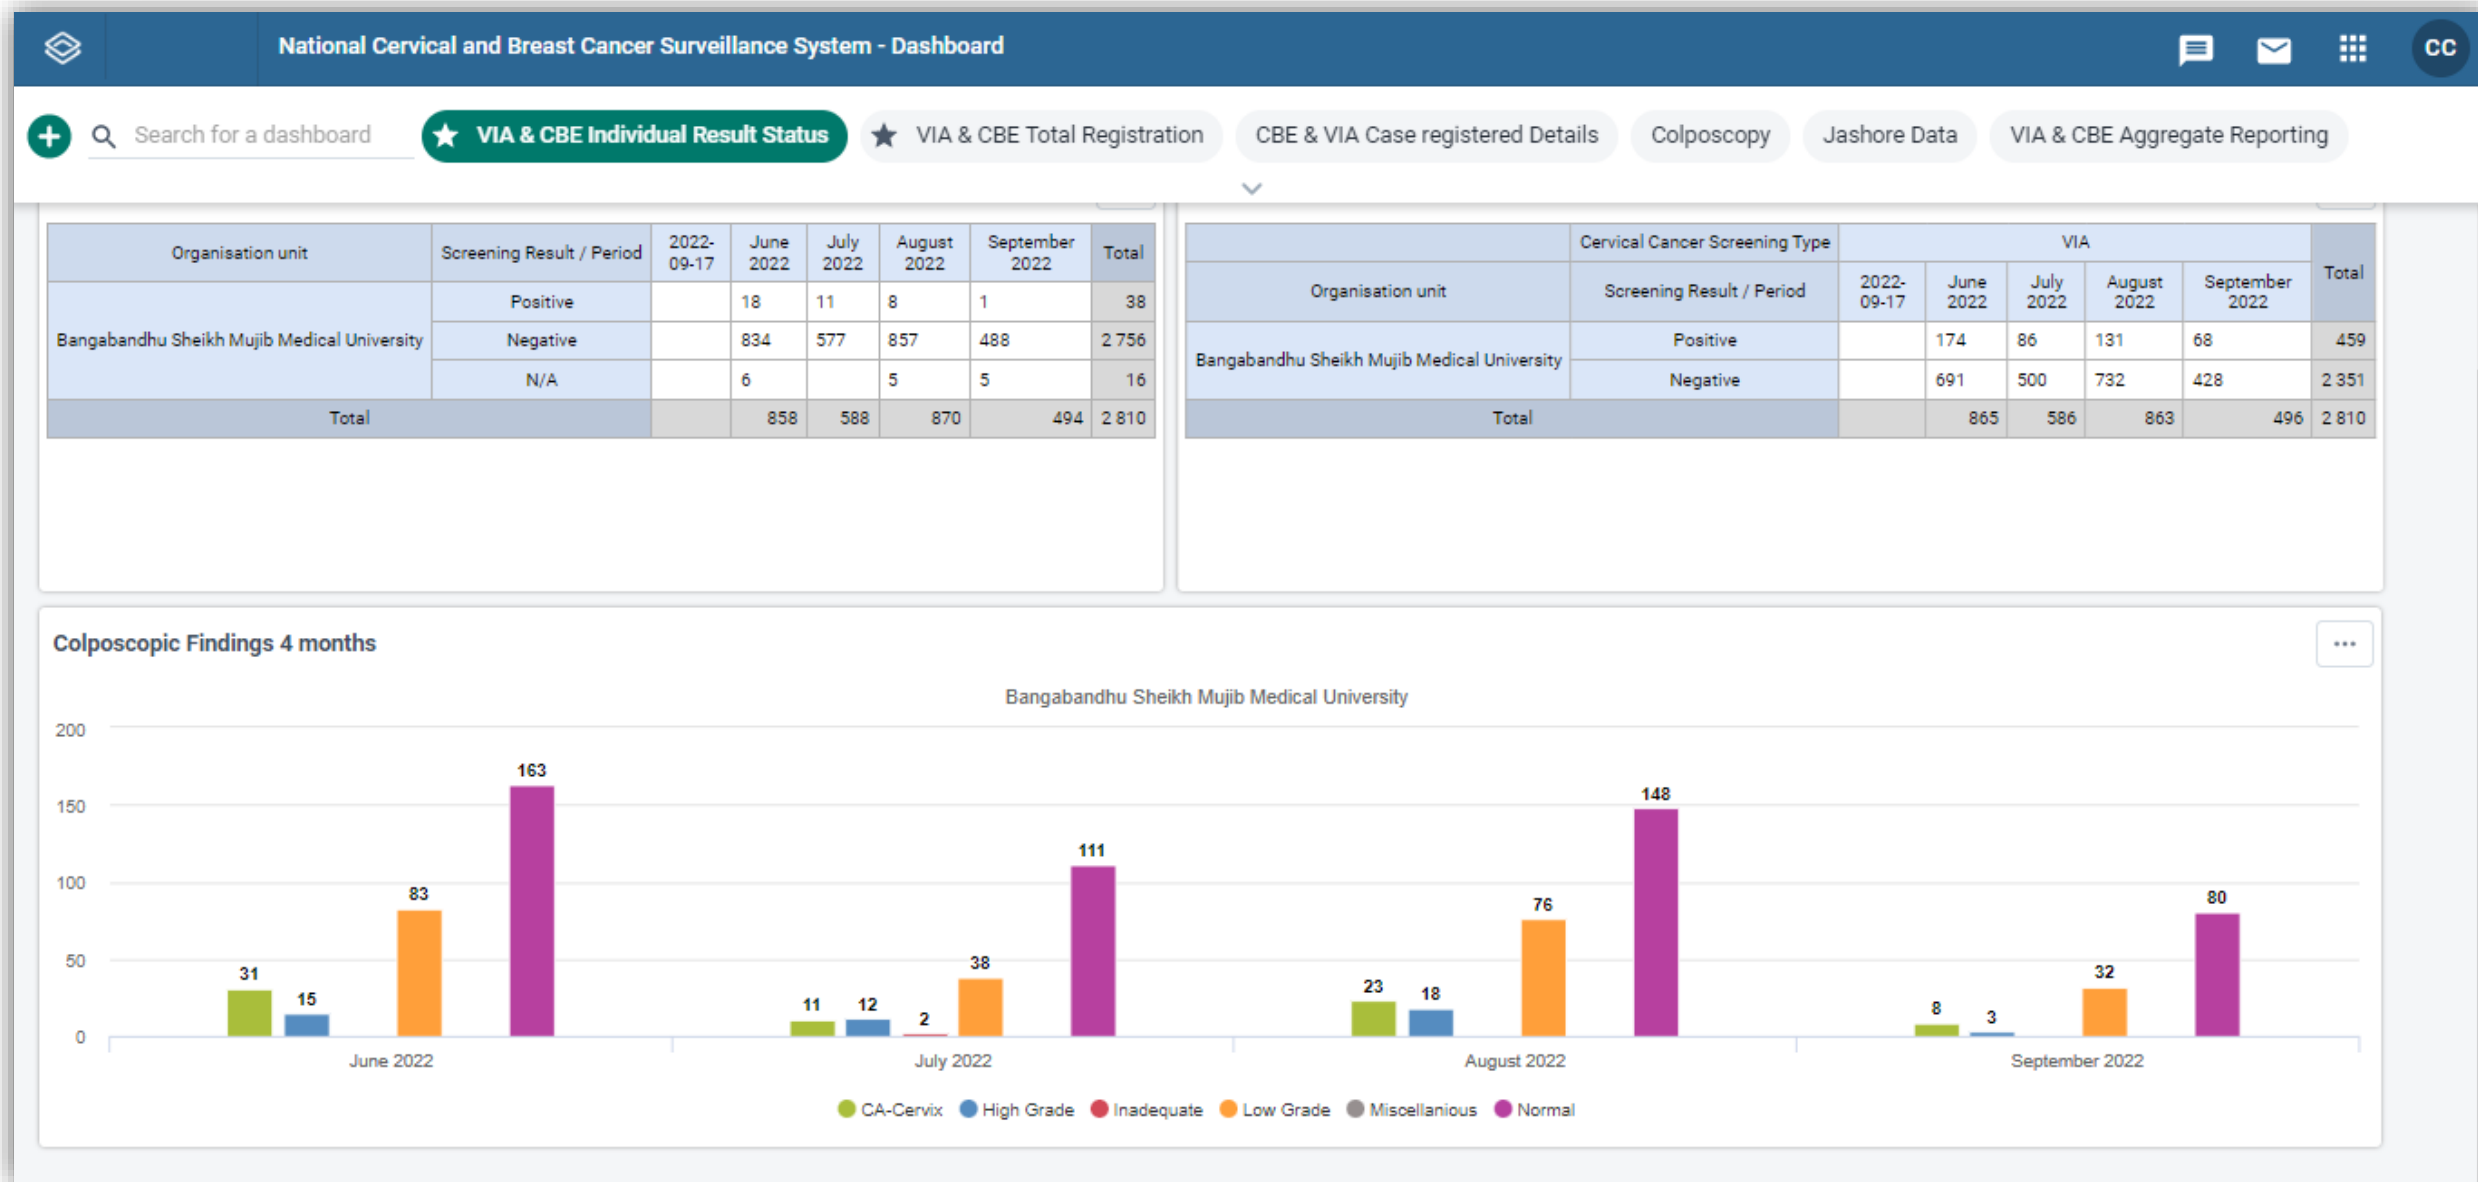 National Cervical and Breast Cancer Surveillance System - Dashboard
CC
Search for a dashboard
VIA & CBE Individual Result Status
VIA & CBE Total Registration
CBE & VIA Case registered Details
Colposcopy
Jashore Data
VIA & CBE Aggregate Reporting
Organisation unit Screening Result / Period 2022-09-17 June 2022 July 2022 August 2022 September 2022 Total
Bangabandhu Sheikh Mujib Medical University
Positive 18 11 8 1 38
Negative 834 577 857 488 2 756
N/A 6 5 5 16
Total 858 588 870 494 2 810
Cervical Cancer Screening Type VIA Total
Organisation unit Screening Result / Period 2022-09-17 June 2022 July 2022 August 2022 September 2022
Bangabandhu Sheikh Mujib Medical University
Positive 174 86 131 68 459
Negative 691 500 732 428 2 351
Total 865 586 863 496 2 810
Colposcopic Findings 4 months
...
Bangabandhu Sheikh Mujib Medical University
200
150
100
50
0
31 15 83 163
11 12 2 38 111
23 18 76 148
8 3 32 80
June 2022 July 2022 August 2022 September 2022
CA-Cervix High Grade Inadequate Low Grade Miscellanious Normal